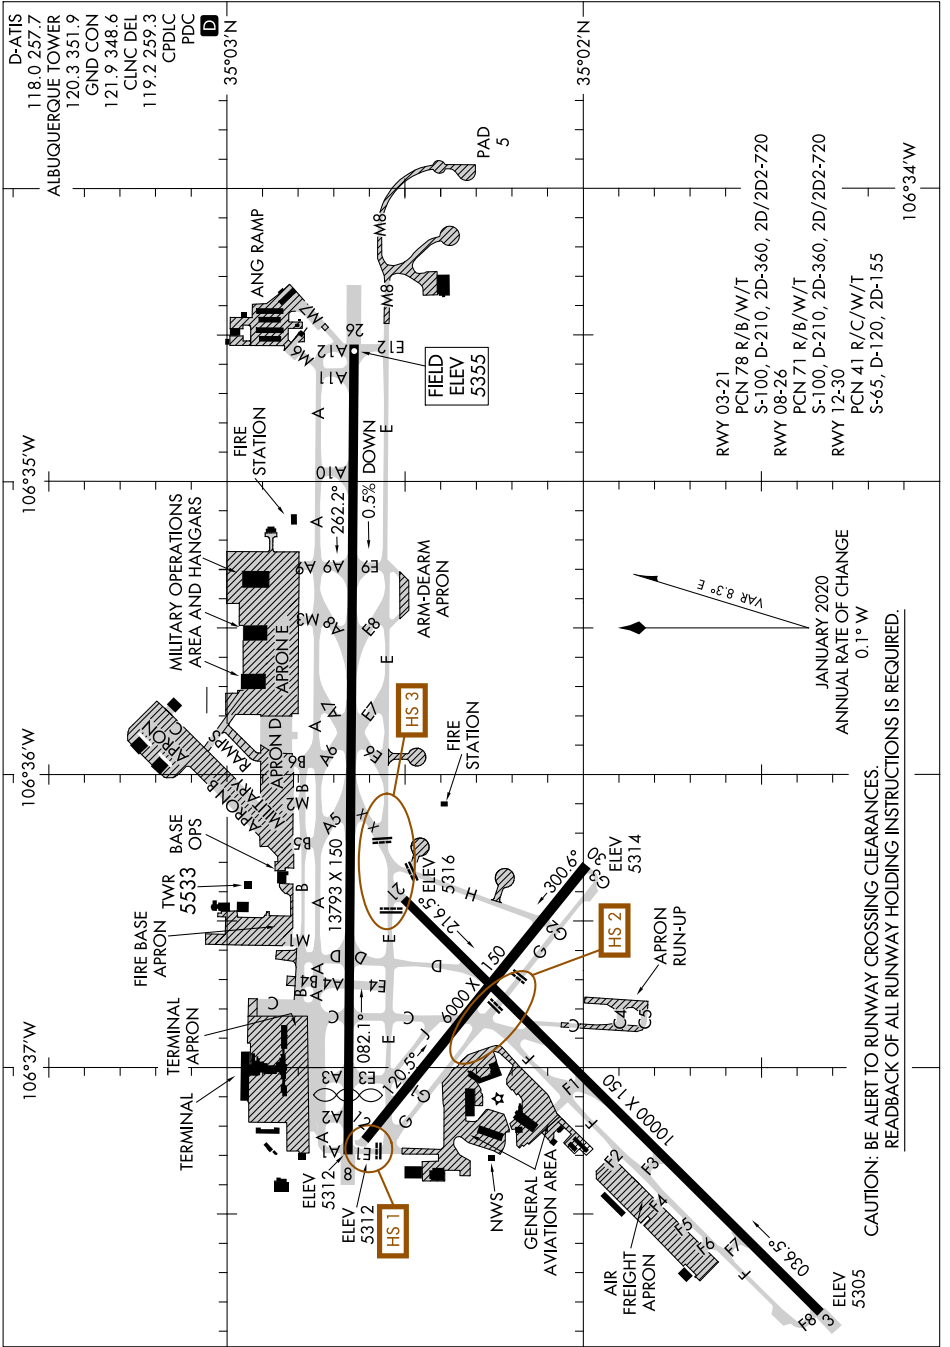 D-ATIS
118.0 257.7
ALBUQUERQUE TOWER
120.3 351.9
GND CON
121.9 348.6
CLNC DEL
119.2 259.3
CPDLC
PDC
D
35°03'N
35°02'N
106°34'W
106°35'W
106°36'W
106°37'W
ANG RAMP
PAD
5
M8
M8
M7
M6
26
A12
E12
A11
FIELD
ELEV
5355
A
E
A10
FIRE
STATION
262.2°
0.5% DOWN
A
MILITARY OPERATIONS
AREA AND HANGARS
A9
A9
E9
M3
A8
E8
ARM-DEARM
APRON
APRON E
E
HS 3
A
A7
E7
APRON
C
RAMPS
MILITARY
APRON B
APRON D
B6
A6
E6
B
M2
FIRE
STATION
BASE
OPS
B5
A5
X
X
13793 X 150
TWR
5533
B
A
21
ELEV
5316
H
G3
30
ELEV
5314
300.6°
216.5°
FIRE BASE
APRON
M1
E
D
D
D
G2
G
HS 2
6000 X 150
B
B4
A
A
A4
E4
TERMINAL
APRON
C
C
C
C
C4
C5
APRON
RUN-UP
082.1°
E
J
TERMINAL
A3
E3
120.5°
G1
G
F
F1
F
10000 X 150
A2
A
A1
12
E1
8
ELEV
5312
ELEV
5312
HS 1
NWS
GENERAL
AVIATION AREA
F2
F3
F4
F5
F6
F7
F
AIR
FREIGHT
APRON
036.5°
F8
3
ELEV
5305
RWY 03-21
PCN 78 R/B/W/T
S-100, D-210, 2D-360, 2D/2D2-720
RWY 08-26
PCN 71 R/B/W/T
S-100, D-210, 2D-360, 2D/2D2-720
RWY 12-30
PCN 41 R/C/W/T
S-65, D-120, 2D-155
VAR 8.3° E
JANUARY 2020
ANNUAL RATE OF CHANGE
0.1° W
CAUTION: BE ALERT TO RUNWAY CROSSING CLEARANCES.
READBACK OF ALL RUNWAY HOLDING INSTRUCTIONS IS REQUIRED.